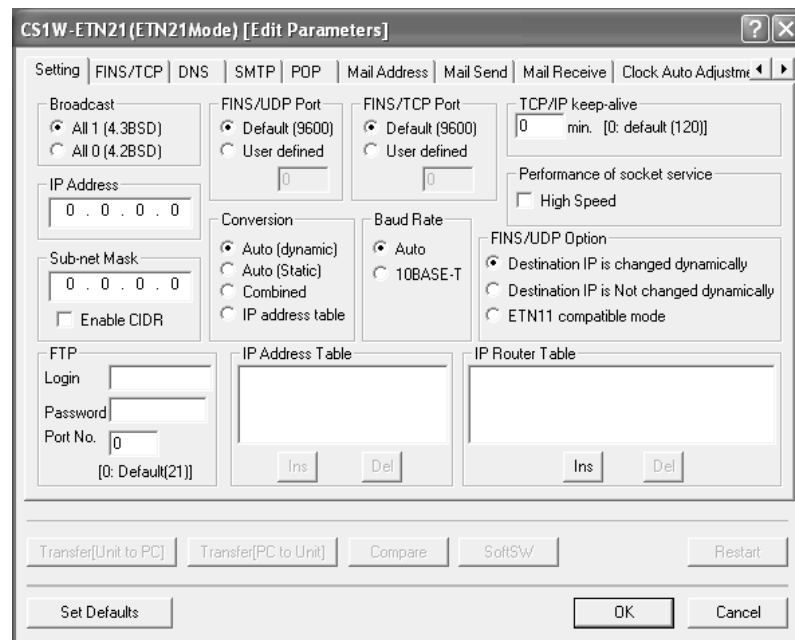 CS1W-ETN21(ETN21Mode) [Edit Parameters]
Setting FINS/TCP DNS SMTP POP Mail Address Mail Send Mail Receive Clock Auto Adjustme
Broadcast
All 1 (4.3BSD)
All 0 (4.2BSD)
FINS/UDP Port
Default (9600)
User defined
0
FINS/TCP Port
Default (9600)
User defined
0
TCP/IP keep-alive
0 min. [0: default (120)]
Performance of socket service
High Speed
IP Address
0 . 0 . 0 . 0
Sub-net Mask
0 . 0 . 0 . 0
Enable CIDR
Conversion
Auto (dynamic)
Auto (Static)
Combined
IP address table
Baud Rate
Auto
10BASE-T
FINS/UDP Option
Destination IP is changed dynamically
Destination IP is Not changed dynamically
ETN11 compatible mode
FTP
Login
Password
Port No. 0
[0: Default(21)]
IP Address Table
Ins Del
IP Router Table
Ins Del
Transfer[Unit to PC] Transfer[PC to Unit] Compare SoftSW Restart
Set Defaults OK Cancel